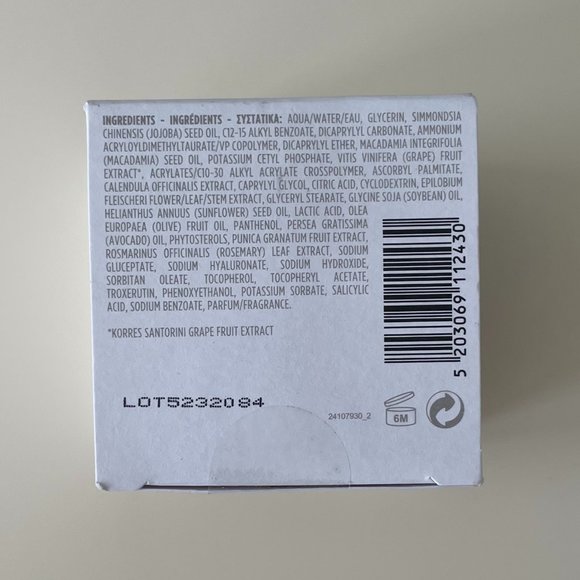 INGREDIENTS - INGRÉDIENTS - ΣΥΣΤΑΤΙΚΑ: AQUA/WATER/EAU, GLYCERIN, SIMMONDSIA
CHINENSIS (JOJOBA) SEED OIL, C12-15 ALKYL BENZOATE, DICAPRYLYL CARBONATE, AMMONIUM
ACRYLOYLDIMETHYLTAURATE/VP COPOLYMER, DICAPRYLYL ETHER, MACADAMIA INTEGRIFOLIA
(MACADAMIA) SEED OIL, POTASSIUM CETYL PHOSPHATE, VITIS VINIFERA (GRAPE) FRUIT
EXTRACT*, ACRYLATES/C10-30 ALKYL ACRYLATE CROSSPOLYMER, ASCORBYL PALMITATE,
CALENDULA OFFICINALIS EXTRACT, CAPRYLYL GLYCOL, CITRIC ACID, CYCLODEXTRIN, EPILOBIUM
FLEISCHERI FLOWER/LEAF/STEM EXTRACT, GLYCERYL STEARATE, GLYCINE SOJA (SOYBEAN) OIL,
HELIANTHUS ANNUUS (SUNFLOWER) SEED OIL, LACTIC ACID, OLEA
EUROPAEA (OLIVE) FRUIT OIL, PANTHENOL, PERSEA GRATISSIMA
(AVOCADO) OIL, PHYTOSTEROLS, PUNICA GRANATUM FRUIT EXTRACT,
ROSMARINUS OFFICINALIS (ROSEMARY) LEAF EXTRACT, SODIUM
GLUCEPTATE, SODIUM HYALURONATE, SODIUM HYDROXIDE,
SORBITAN OLEATE, TOCOPHEROL, TOCOPHERYL ACETATE,
TROXERUTIN, PHENOXYETHANOL, POTASSIUM SORBATE, SALICYLIC
ACID, SODIUM BENZOATE, PARFUM/FRAGRANCE.
*KORRES SANTORINI GRAPE FRUIT EXTRACT
5 203069 112430
LOT5232084
24107930_2
6M